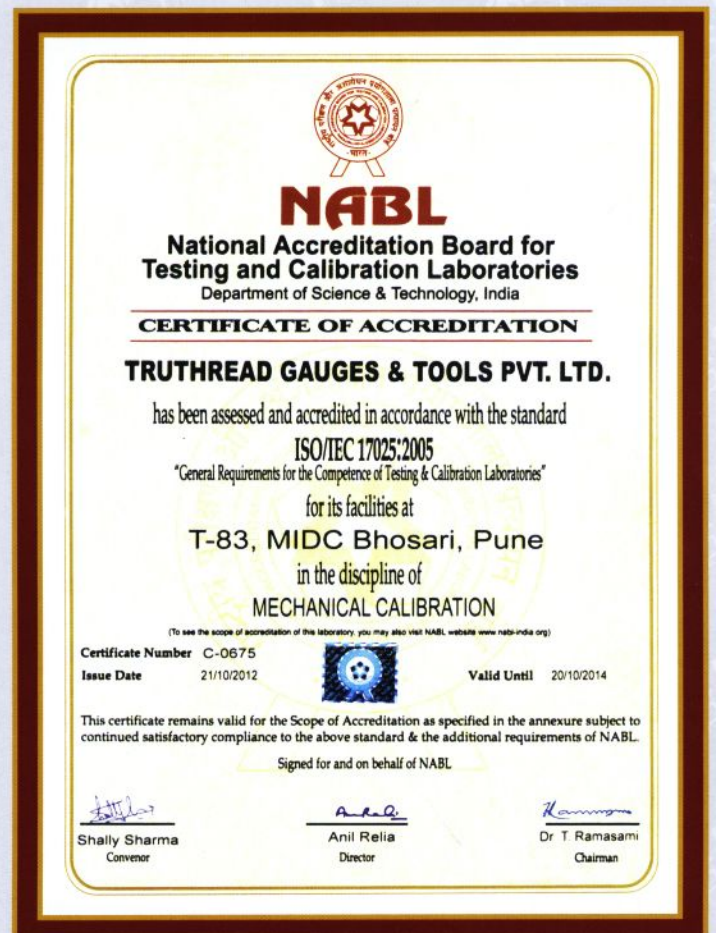 भारत
NABL
National Accreditation Board for
Testing and Calibration Laboratories
Department of Science & Technology, India
CERTIFICATE OF ACCREDITATION
TRUTHREAD GAUGES & TOOLS PVT. LTD.
has been assessed and accredited in accordance with the standard
ISO/IEC 17025:2005
"General Requirements for the Competence of Testing & Calibration Laboratories"
for its facilities at
T-83, MIDC Bhosari, Pune
in the discipline of
MECHANICAL CALIBRATION
(To see the scope of accreditation of this laboratory, you may also visit NABL website www.nabl-india.org)
Certificate Number C-0675
Issue Date 21/10/2012 Valid Until 20/10/2014
This certificate remains valid for the Scope of Accreditation as specified in the annexure subject to
continued satisfactory compliance to the above standard & the additional requirements of NABL.
Signed for and on behalf of NABL
Shally Sharma Anil Relia Dr T. Ramasami
Convenor Director Chairman